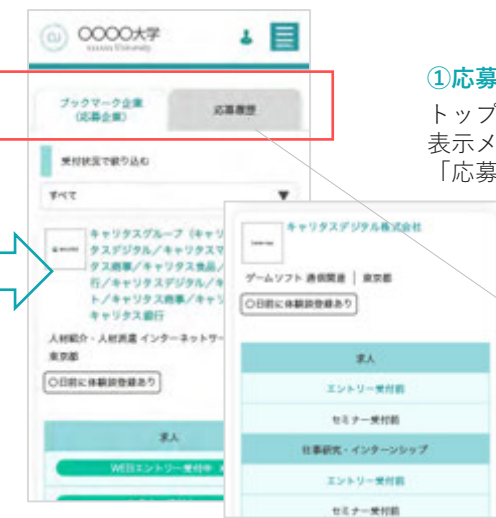 CU
〇〇〇〇大学
ブックマーク企業
(応募企業)
応募履歴
受付状況で絞り込む
すべて
キャリタスグループ(キャリ
タスデジタル/キャリタスマ
タス商事/キャリタス食品/
行/キャリタスデジタル/キ
ト/キャリタス商事/キャリ
キャリタス銀行
人材紹介・人材派遣 インターネットサー
東京都
〇日前に体験談登録あり
求人
WEBエントリー受付中
①応募
トップ
表示メ
「応募
キャリタスデジタル株式会社
ゲームソフト 通信関連 | 東京都
〇日前に体験談登録あり
求人
エントリー受付前
セミナー受付前
仕事研究・インターンシップ
エントリー受付前
セミナー受付前